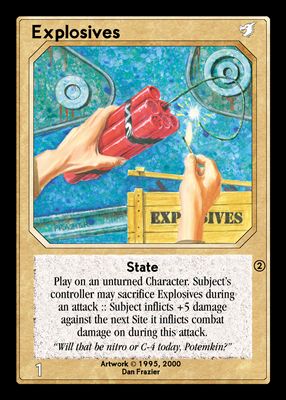 Explosives
EXPLOSIVES
State
2
Play on an unturned Character. Subject's
controller may sacrifice Explosives during
an attack :: Subject inflicts +5 damage
against the next Site it inflicts combat
damage on during this attack.
"Will that be nitro or C-4 today, Potemkin?"
Artwork © 1995, 2000
1
Dan Frazier